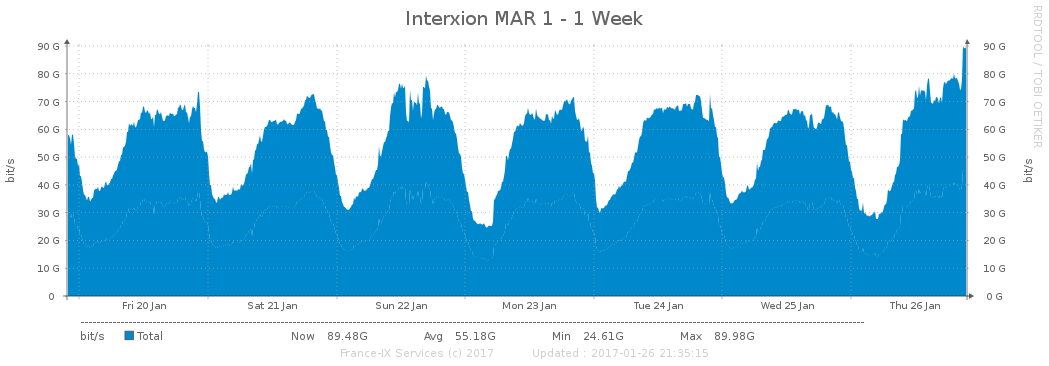 Interxion MAR 1 - 1 Week
RRDTOOL / TOBI OETIKER
90 G 90 G
80 G 80 G
70 G 70 G
60 G 60 G
50 G 50 G
40 G 40 G
30 G 30 G
20 G 20 G
10 G 10 G
0 0 G
bit/s bit/s
Fri 20 Jan Sat 21 Jan Sun 22 Jan Mon 23 Jan Tue 24 Jan Wed 25 Jan Thu 26 Jan
bit/s Total Now 89.48G Avg 55.18G Min 24.61G Max 89.98G
France-IX Services (c) 2017 Updated : 2017-01-26 21:35:15